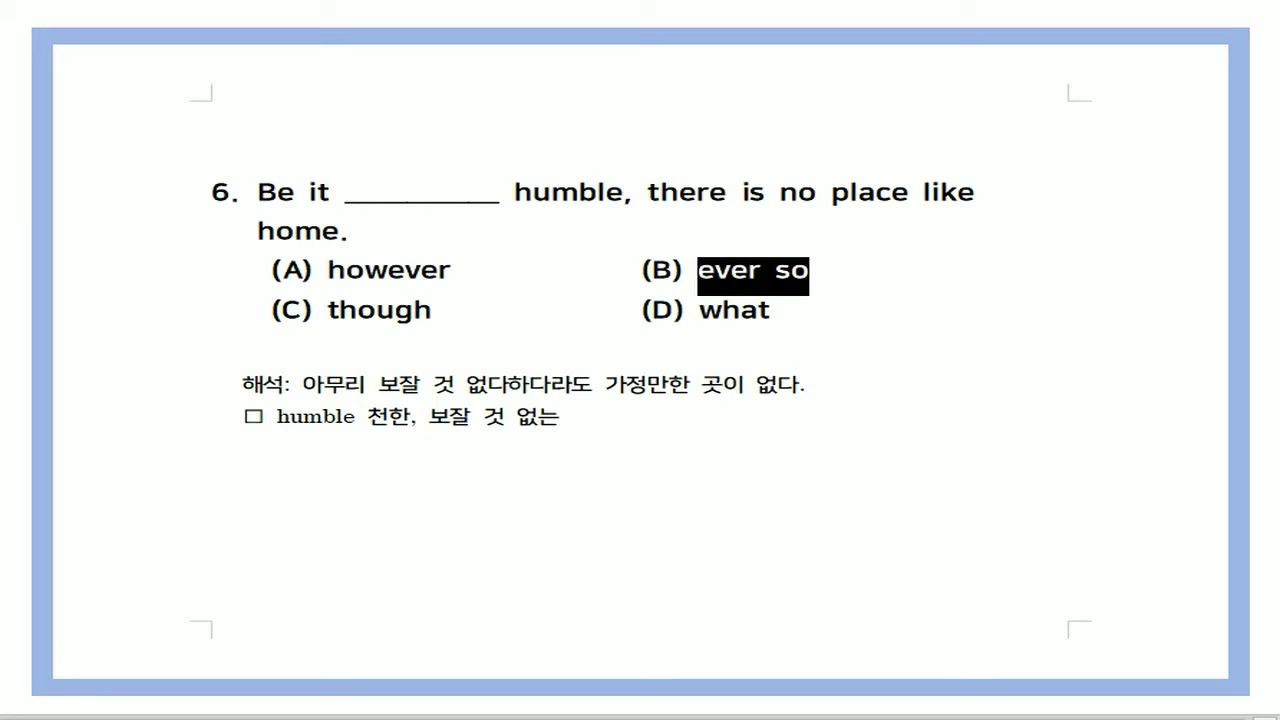 6. Be it __________ humble, there is no place like
home.
(A) however (B) ever so
(C) though (D) what
해석: 아무리 보잘 것 없다하다라도 가정만한 곳이 없다.
□ humble 천한, 보잘 것 없는